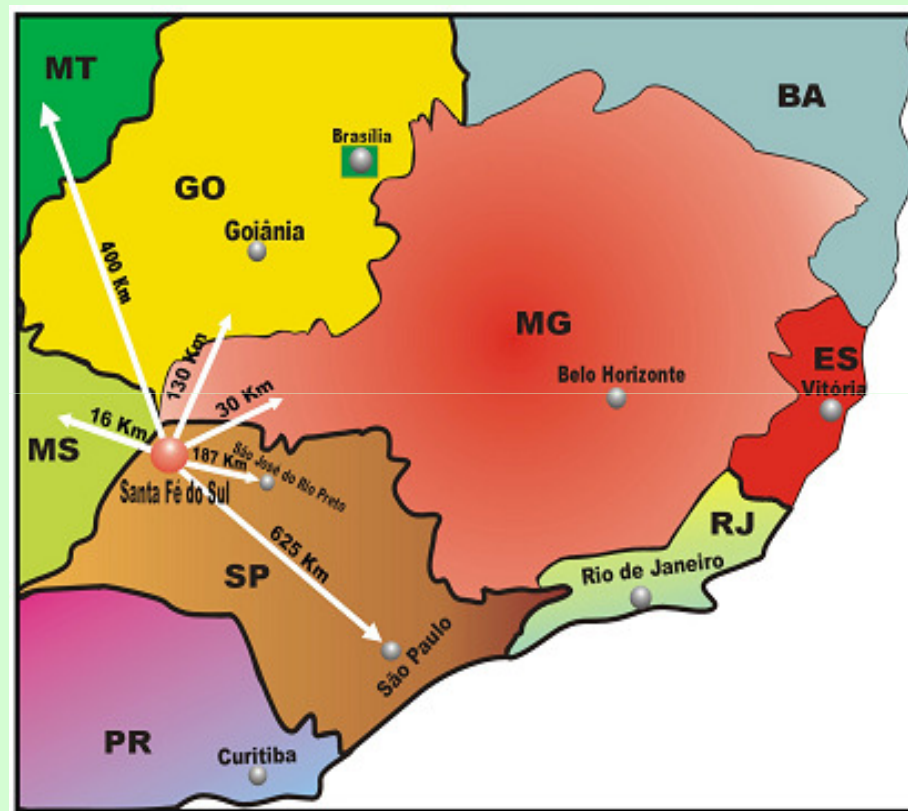 MT
BA
Brasília
GO
Goiânia
400 Km
MG
130 Km
ES
Belo Horizonte
Vitória
30 Km
16 Km
MS
São José do Rio Preto
187 Km
Santa Fé do Sul
RJ
625 Km
SP
Rio de Janeiro
São Paulo
PR
Curitiba